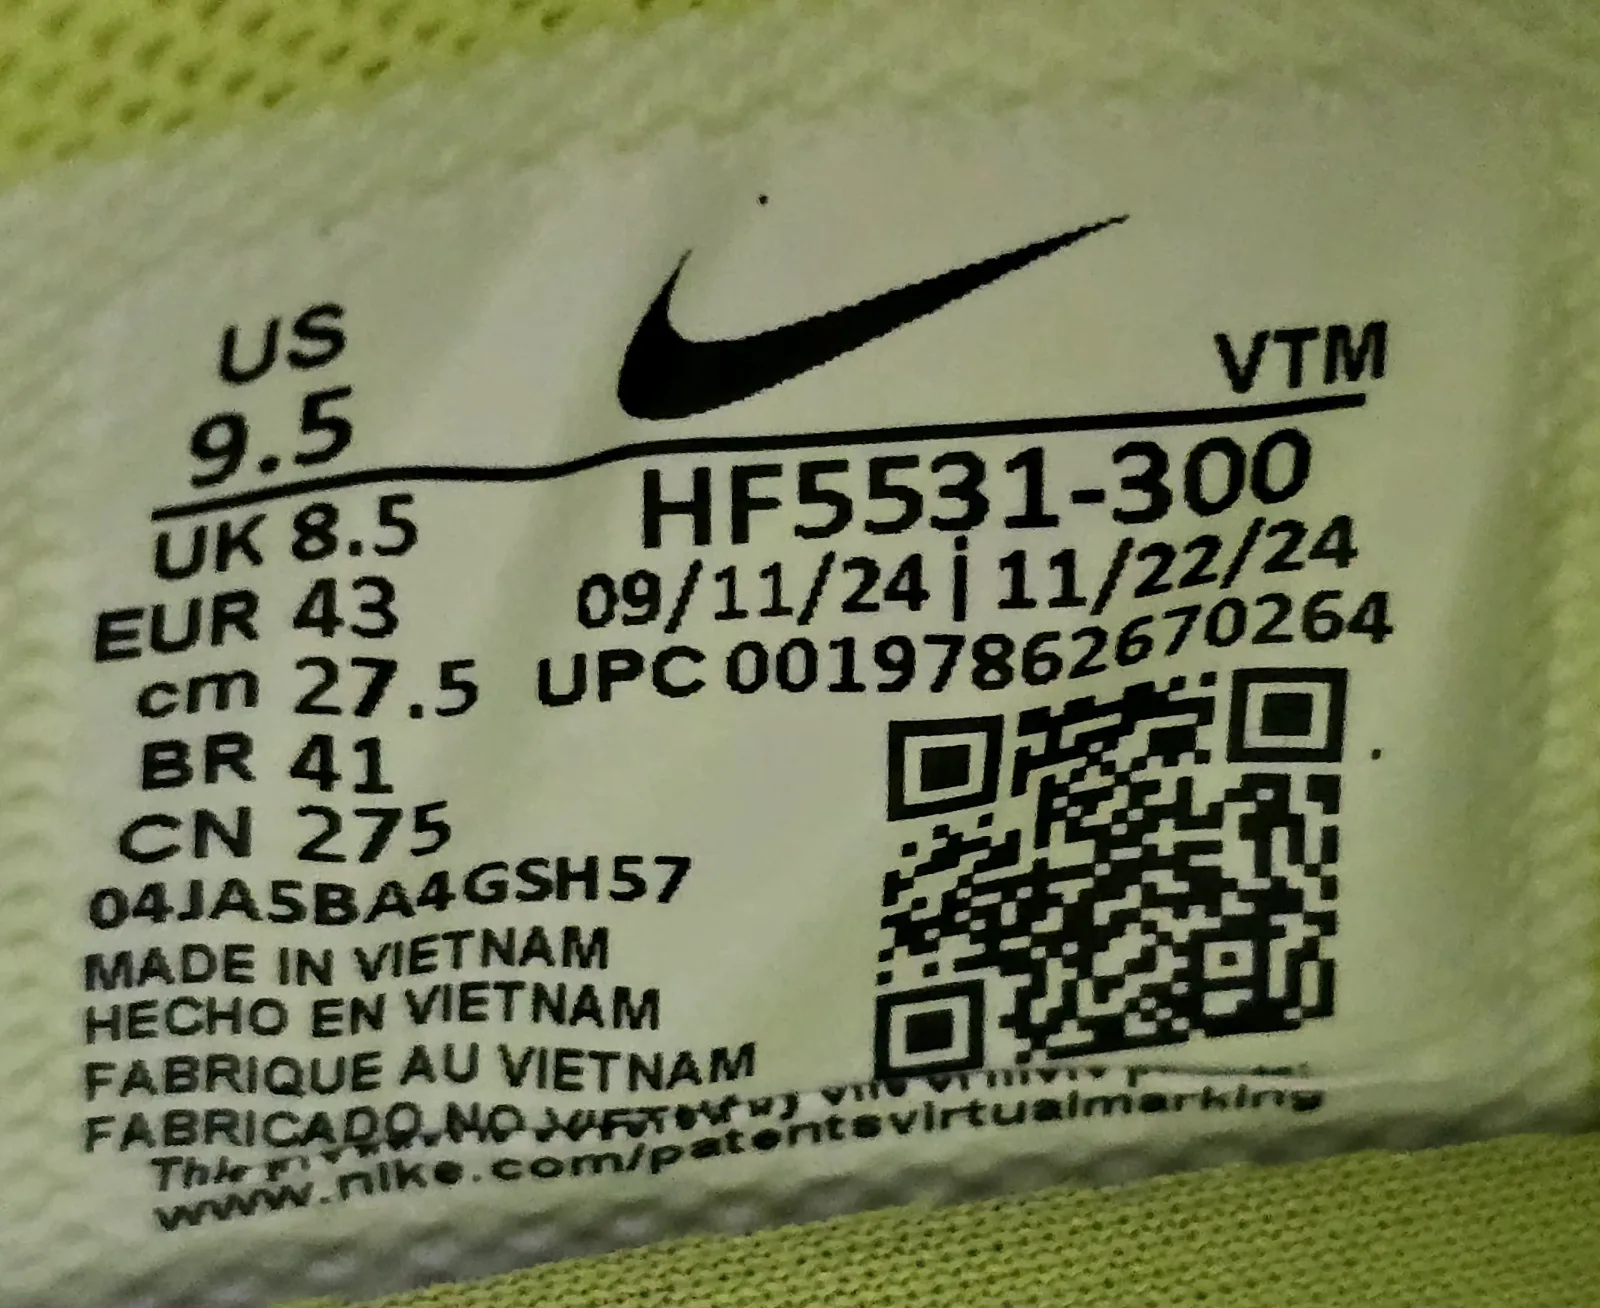 US
9.5
VTM
UK 8.5
EUR 43
cm 27.5
BR 41
CN 275
HF5531-300
09/11/24 | 11/22/24
UPC 00197862670264
04JA5BA4GSH57
MADE IN VIETNAM
HECHO EN VIETNAM
FABRIQUE AU VIETNAM
FABRICADO NO
www.nike.com/patentsvirtualmarking